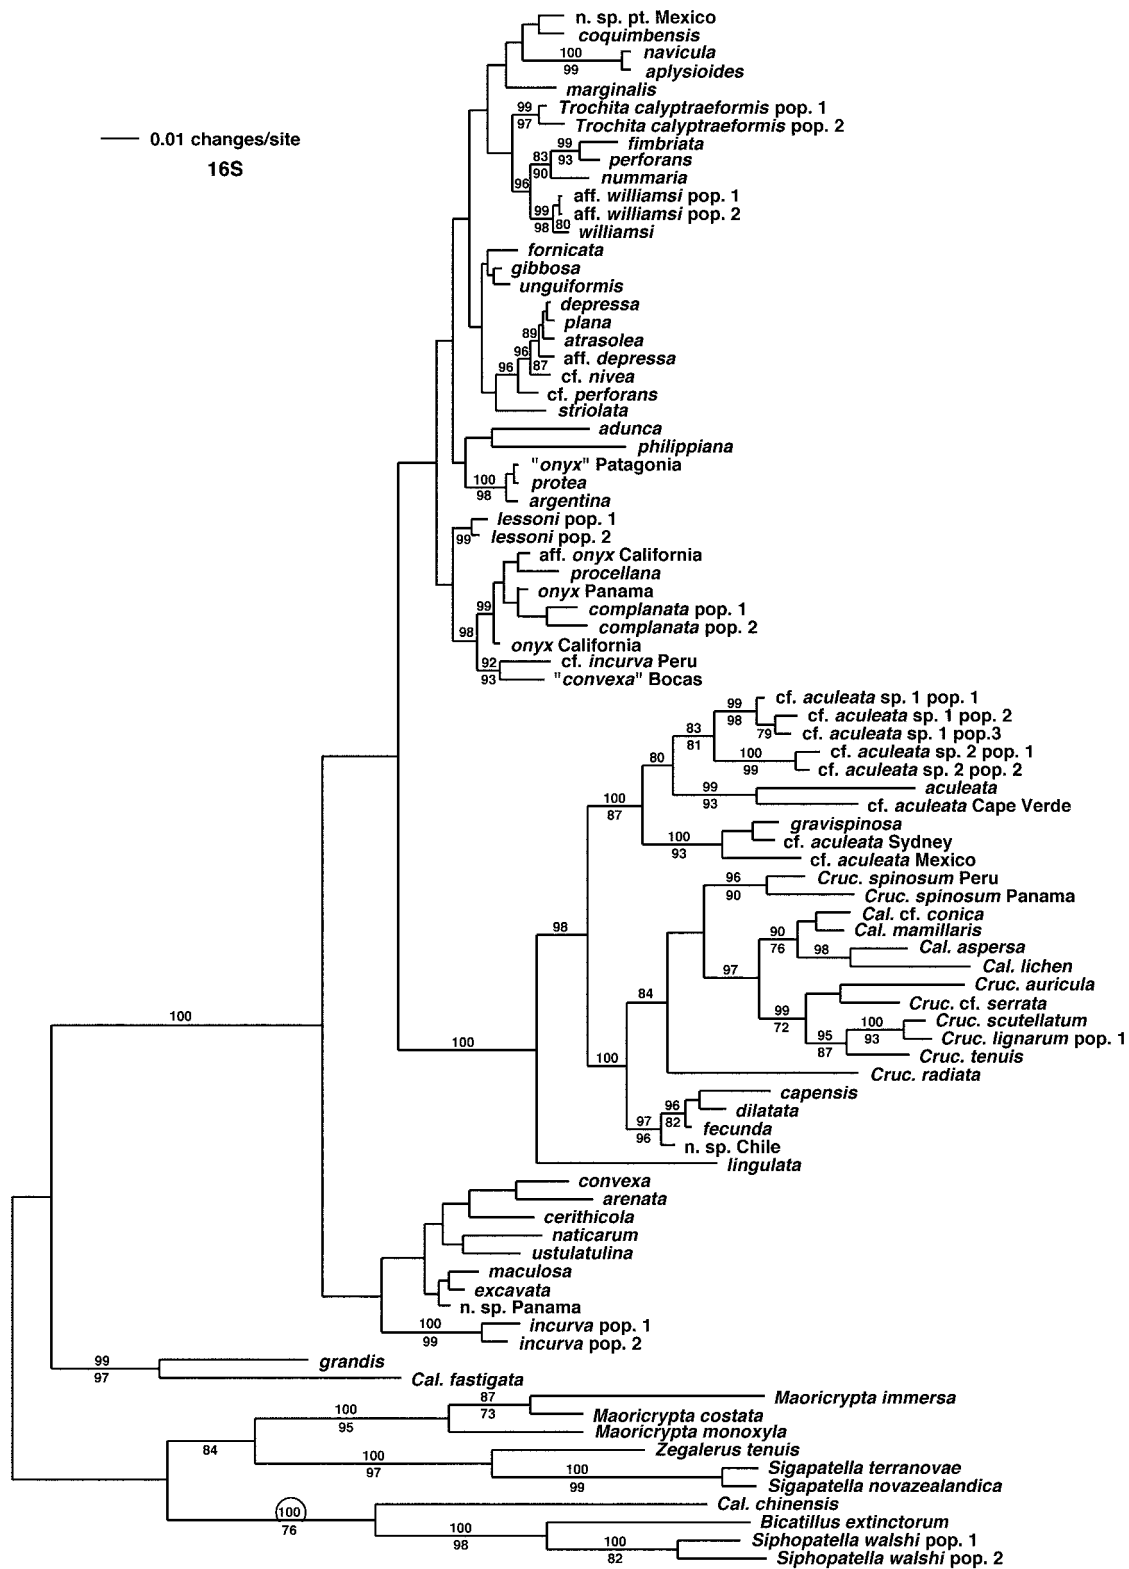 n. sp. pt. Mexico
coquimbensis
100
navicula
99
aplysioides
marginalis
99
Trochita calyptraeformis pop. 1
0.01 changes/site
97
Trochita calyptraeformis pop. 2
16S
99
fimbriata
83
93
perforans
90
nummaria
96
aff. williamsi pop. 1
99
aff. williamsi pop. 2
98
80
williamsi
fornicata
gibbosa
unguiformis
depressa
plana
89
atrasolea
96
aff. depressa
96
87
cf. nivea
cf. perforans
striolata
adunca
philippiana
"onyx" Patagonia
100
protea
98
argentina
lessoni pop. 1
99
lessoni pop. 2
aff. onyx California
procellana
onyx Panama
99
complanata pop. 1
98
complanata pop. 2
onyx California
92
cf. incurva Peru
93
"convexa" Bocas
99
cf. aculeata sp. 1 pop. 1
98
cf. aculeata sp. 1 pop. 2
83
79
cf. aculeata sp. 1 pop.3
81
100
cf. aculeata sp. 2 pop. 1
80
99
cf. aculeata sp. 2 pop. 2
99
aculeata
100
93
cf. aculeata Cape Verde
87
gravispinosa
100
cf. aculeata Sydney
93
cf. aculeata Mexico
96
Cruc. spinosum Peru
90
Cruc. spinosum Panama
Cal. cf. conica
98
90
Cal. mamillaris
76
98
Cal. aspersa
97
Cal. lichen
84
Cruc. auricula
99
Cruc. cf. serrata
100
72
100
Cruc. scutellatum
95
93
Cruc. lignarum pop. 1
100
100
87
Cruc. tenuis
Cruc. radiata
capensis
96
dilatata
97
82
fecunda
96
n. sp. Chile
lingulata
convexa
arenata
cerithicola
naticarum
ustulatulina
maculosa
excavata
n. sp. Panama
100
incurva pop. 1
99
incurva pop. 2
99
grandis
97
Cal. fastigata
87
Maoricrypta immersa
100
73
Maoricrypta costata
95
Maoricrypta monoxyla
84
100
Zegalerus tenuis
97
100
Sigapatella terranovae
99
Sigapatella novazealandica
100
Cal. chinensis
76
100
Bicatillus extinctorum
98
100
Siphopatella walshi pop. 1
82
Siphopatella walshi pop. 2